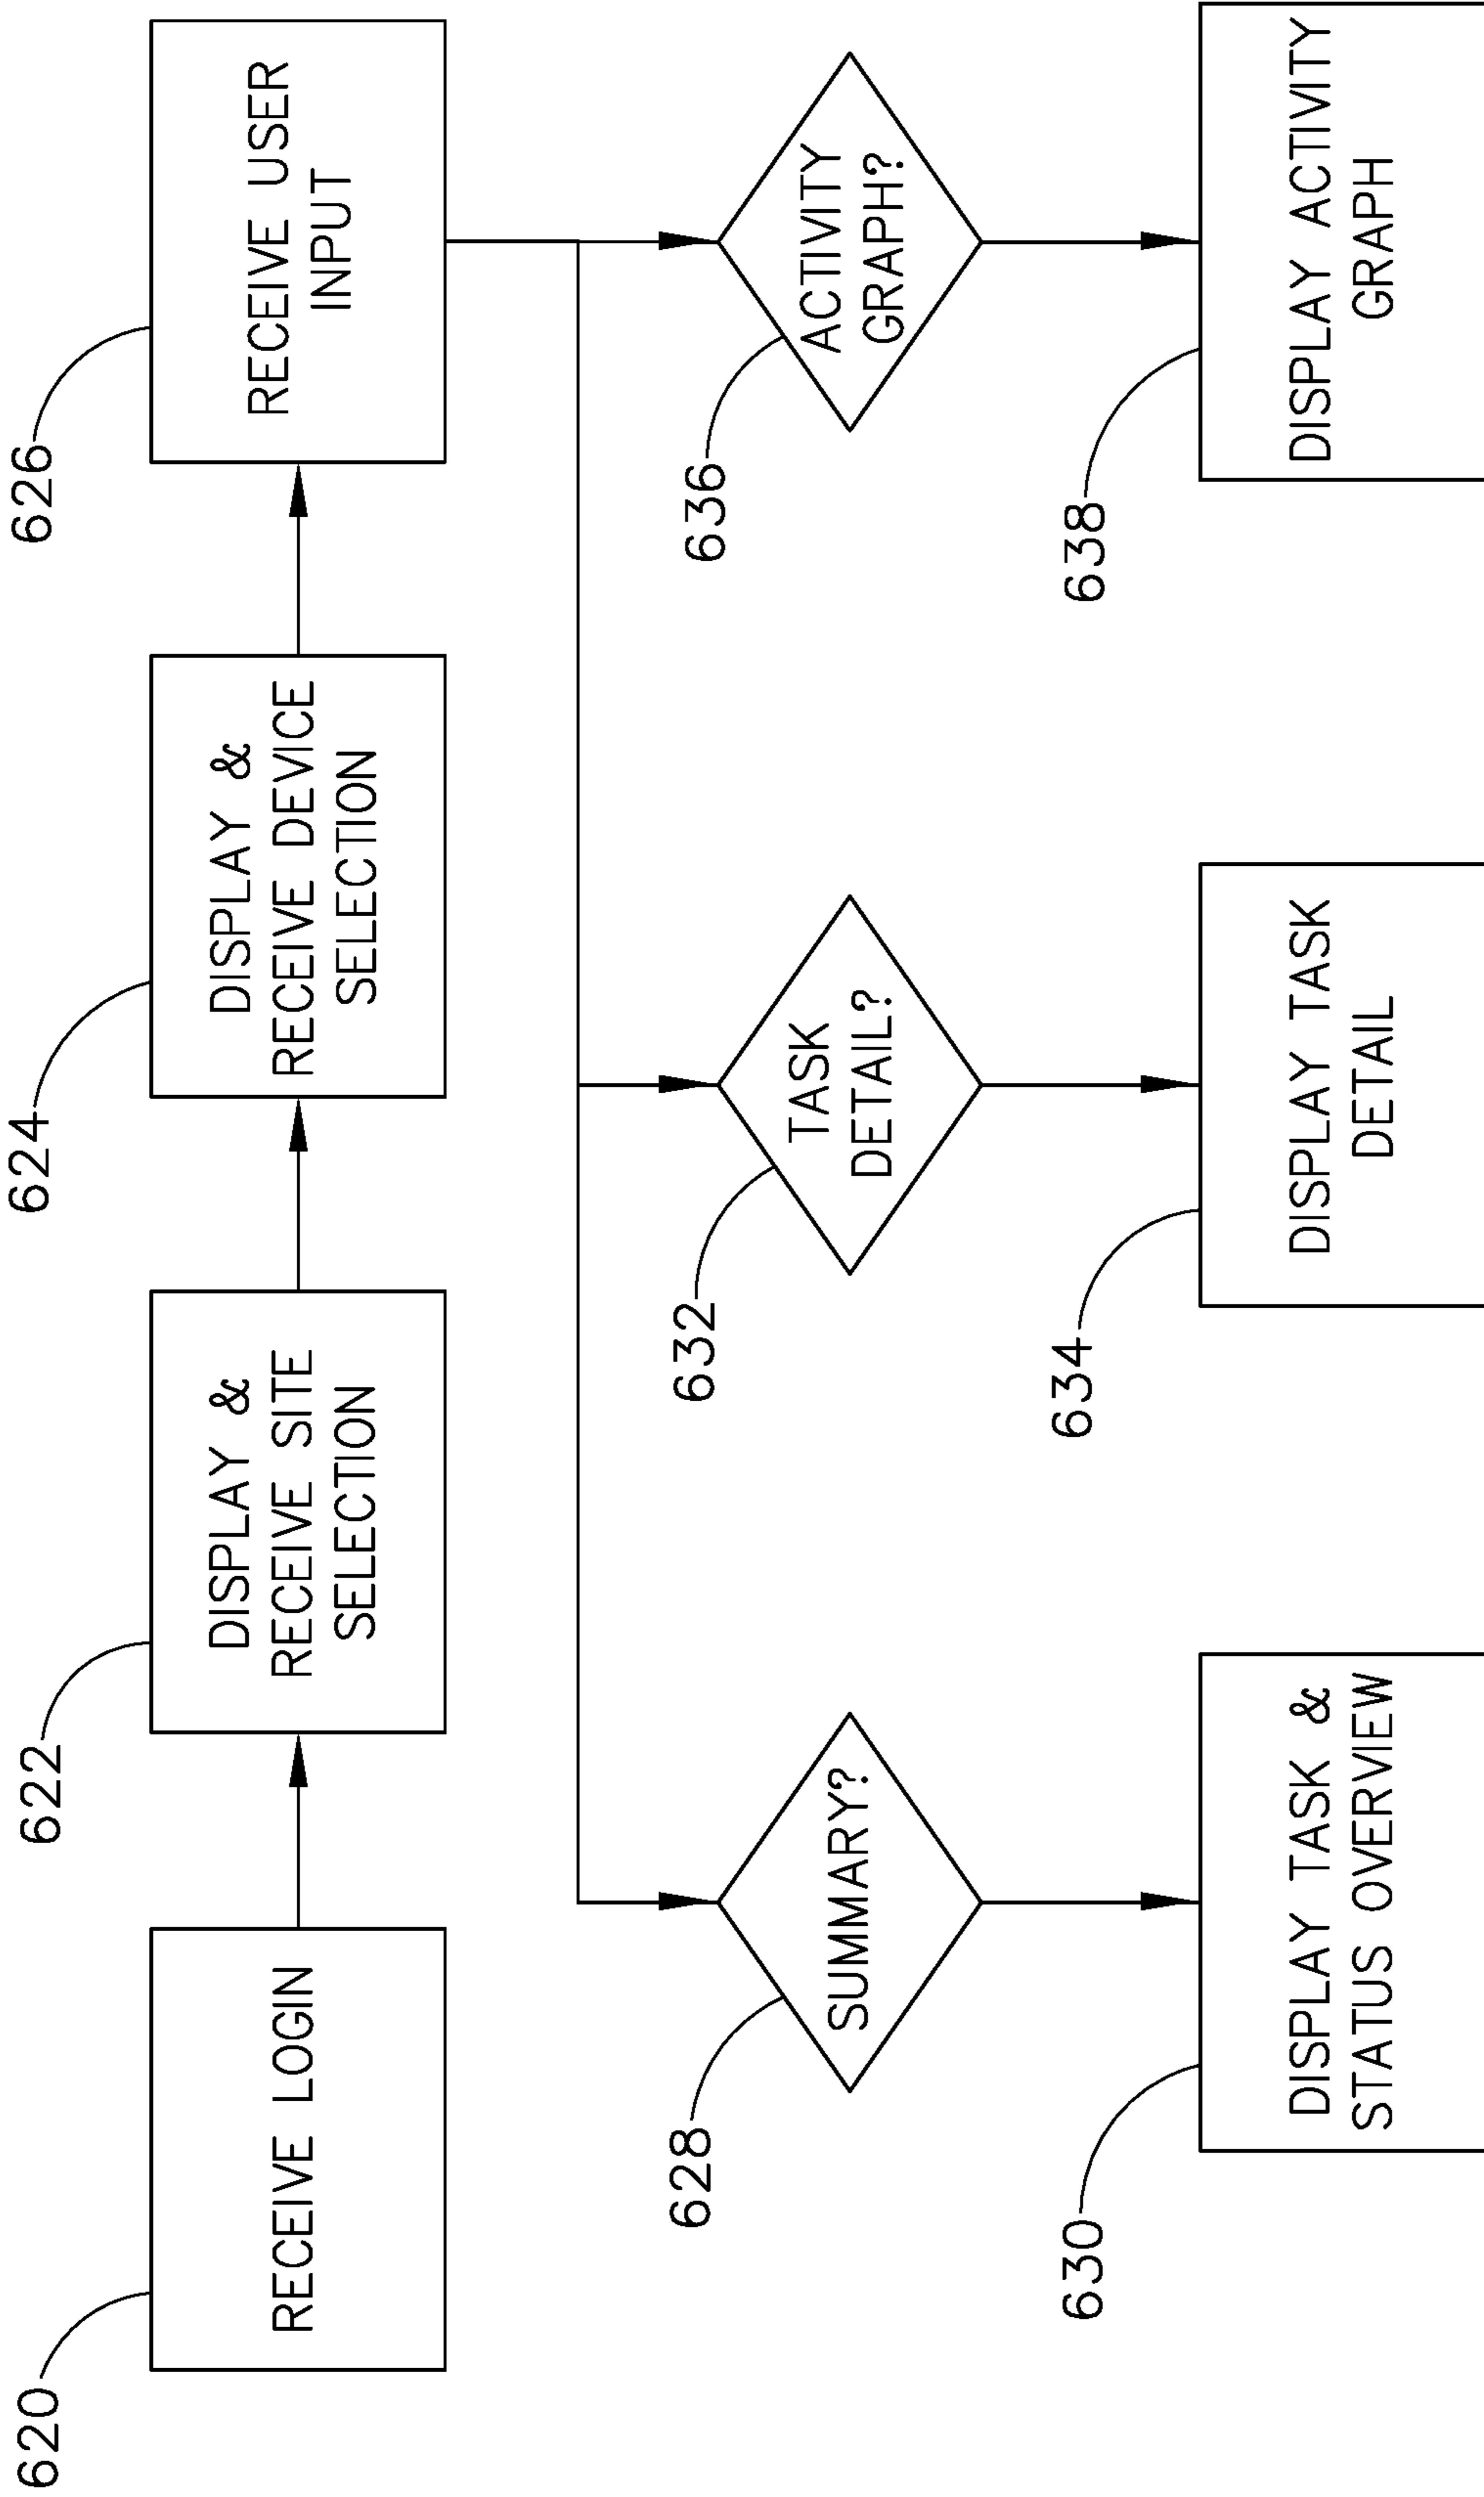 620
RECEIVE LOGIN
622
DISPLAY &
RECEIVE SITE
SELECTION
624
DISPLAY &
RECEIVE DEVICE
SELECTION
626
RECEIVE USER
INPUT
628
SUMMARY?
632
TASK
DETAIL?
636
ACTIVITY
GRAPH?
630
DISPLAY TASK &
STATUS OVERVIEW
634
DISPLAY TASK
DETAIL
638
DISPLAY ACTIVITY
GRAPH